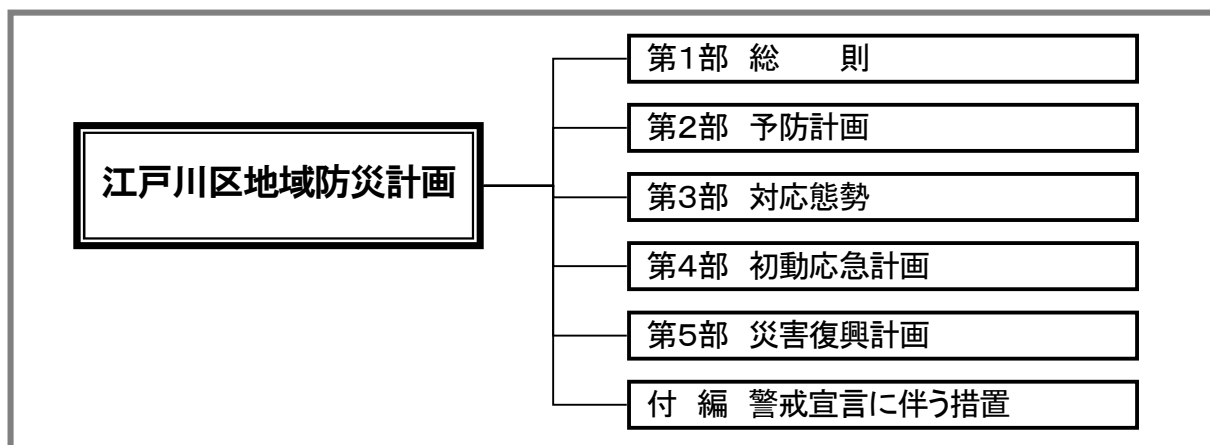 江戸川区地域防災計画
第1部 総　則
第2部 予防計画
第3部 対応態勢
第4部 初動応急計画
第5部 災害復興計画
付 編 警戒宣言に伴う措置